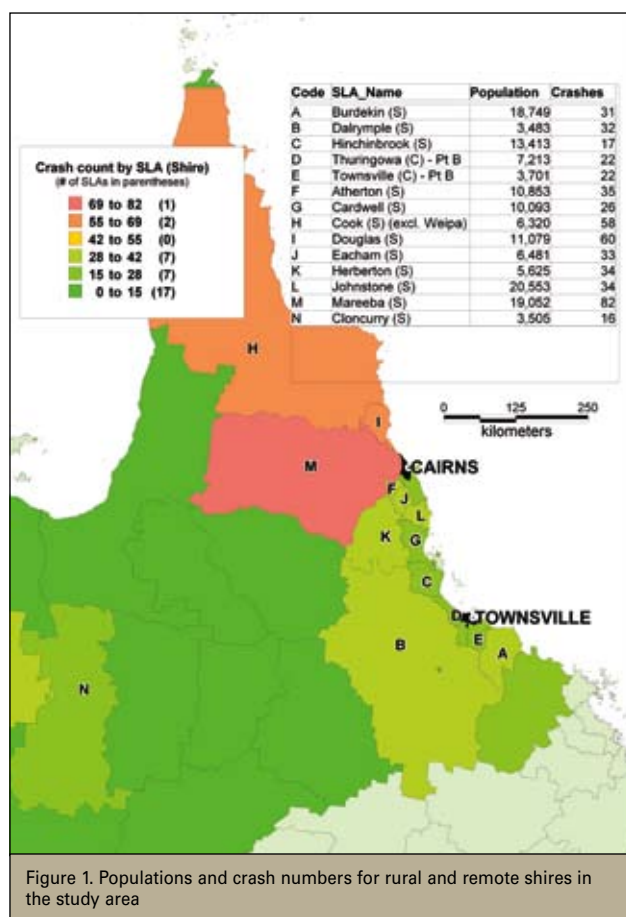 Code SLA_Name Population Crashes
A Burdekin (S) 18,749 31
B Dalrymple (S) 3,483 32
C Hinchinbrook (S) 13,413 17
D Thuringowa (C) - Pt B 7,213 22
E Townsville (C) - Pt B 3,701 22
F Atherton (S) 10,853 35
G Cardwell (S) 10,093 26
H Cook (S) (excl. Weipa) 6,320 58
I Douglas (S) 11,079 60
J Eacham (S) 6,481 33
K Herberton (S) 5,625 34
L Johnstone (S) 20,553 34
M Mareeba (S) 19,052 82
N Cloncurry (S) 3,505 16
Crash count by SLA (Shire)
(# of SLAs in parentheses)
69 to 82 (1)
55 to 69 (2)
42 to 55 (0)
28 to 42 (7)
15 to 28 (7)
0 to 15 (17)
H
0 125 250
kilometers
I
M
CAIRNS
F
J
L
K
G
C
D
TOWNSVILLE
E
B
A
N
Figure 1. Populations and crash numbers for rural and remote shires in
the study area